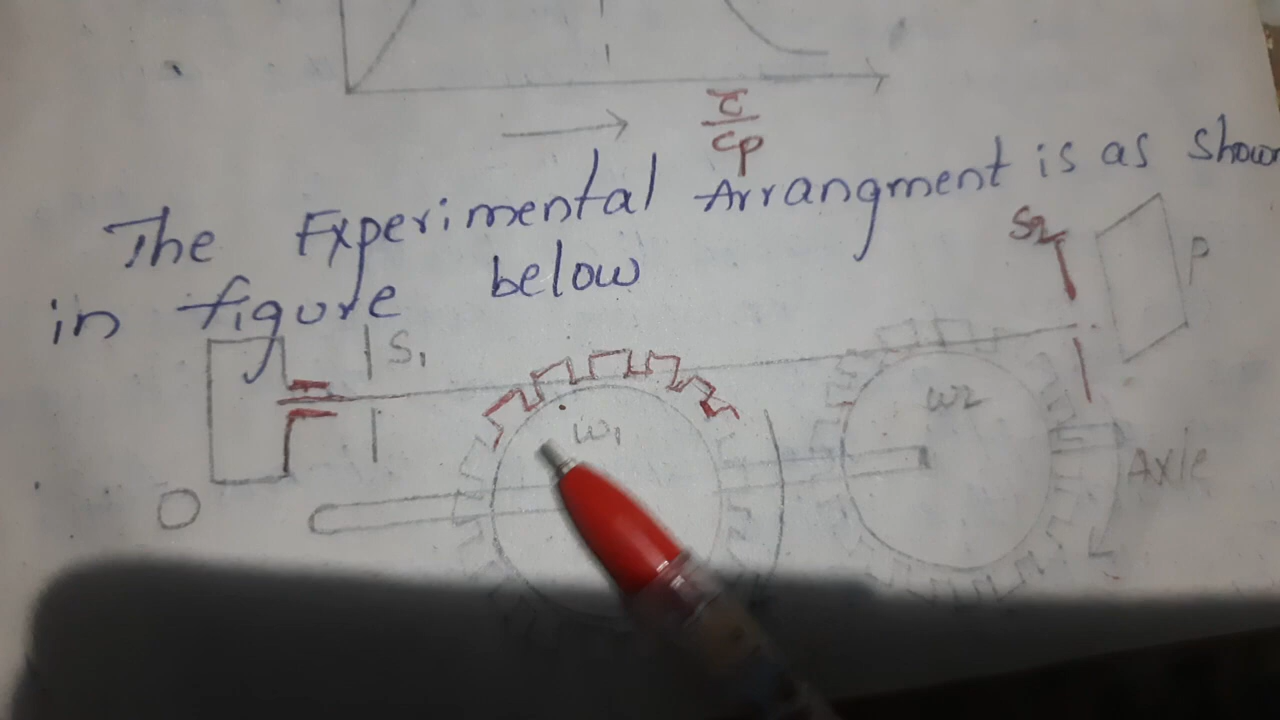 c
cp
The Experimental Arrangment is as shown
in figure below
S2
P
S1
W1
W2
Axle
O